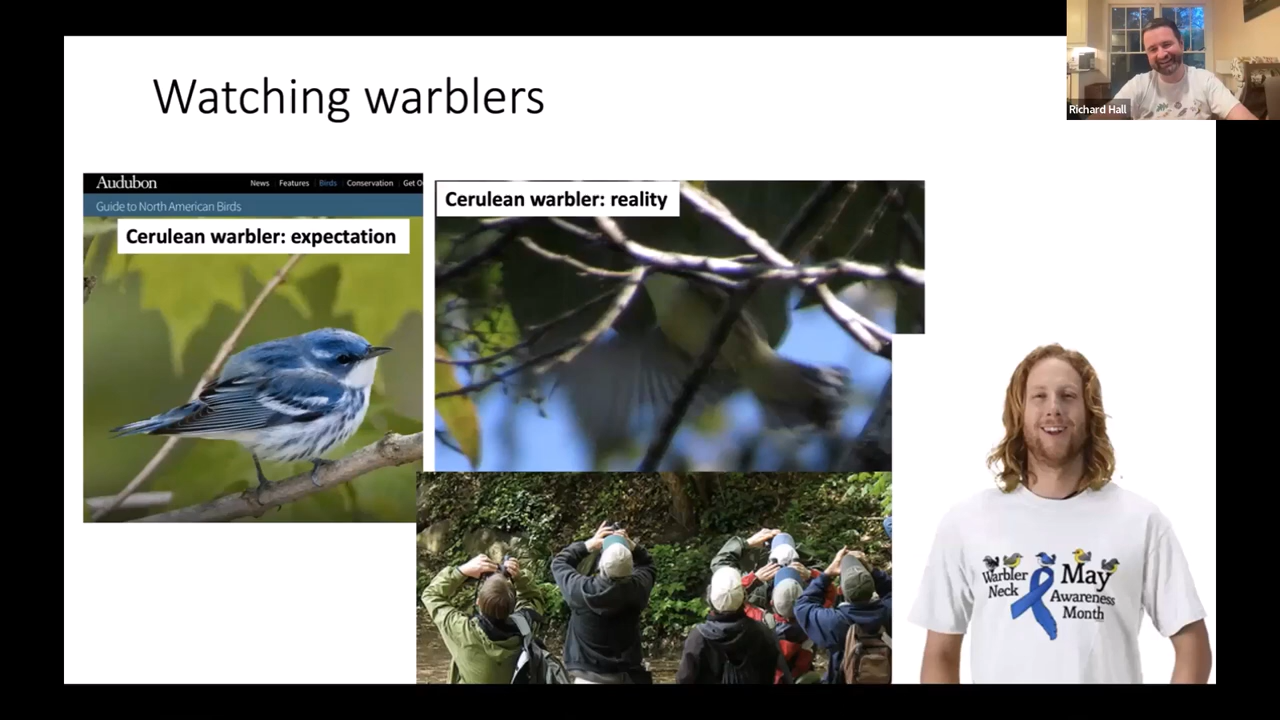 Watching warblers
Richard Hall
Audubon
News Features Birds Conservation Get O
Guide to North American Birds
Cerulean warbler: expectation
Cerulean warbler: reality
Warbler
Neck
May
Awareness
Month